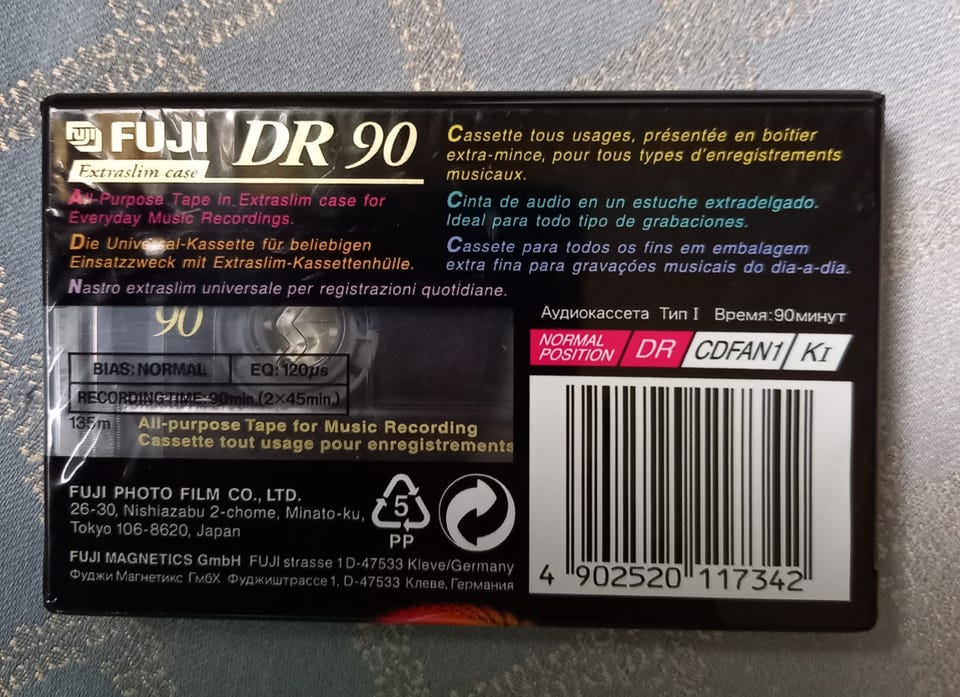 FUJI
FUJI DR 90
Extraslim case
All-Purpose Tape in Extraslim case for
Everyday Music Recordings.
Die Universal-Kassette für beliebigen
Einsatzzweck mit Extraslim-Kassettenhülle.
Nastro extraslim universale per registrazioni quotidiane.
Cassette tous usages, présentée en boîtier
extra-mince, pour tous types d'enregistrements
musicaux.
Cinta de audio en un estuche extradelgado.
Ideal para todo tipo de grabaciones.
Cassete para todos os fins em embalagem
extra fina para gravaçóes musicais do dia-a-dia.
90
BIAS: NORMAL EQ: 120µs
RECORDING TIME: 90min.(2×45min.)
135m
All-purpose Tape for Music Recording
Cassette tout usage pour enregistrements
Аудиокассета Тип I Время:90минут
NORMAL
POSITION
DR
CDFAN1
KI
FUJI PHOTO FILM CO., LTD.
26-30, Nishiazabu 2-chome, Minato-ku,
Tokyo 106-8620, Japan
5
PP
FUJI MAGNETICS GmbH FUJI strasse 1 D-47533 Kleve/Germany
Фуджи Магнетикс ГмбХ Фуджиштрассе 1, D-47533 Клеве, Германия
4 902520 117342